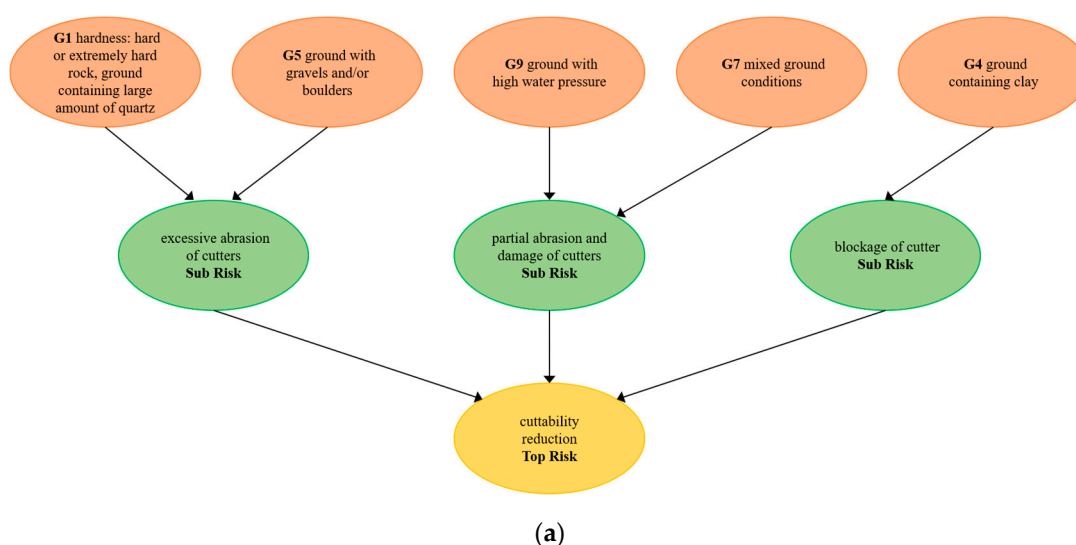 G1 hardness: hard
or extremely hard
rock, ground
containing large
amount of quartz
G5 ground with
gravels and/or
boulders
G9 ground with
high water pressure
G7 mixed ground
conditions
G4 ground
containing clay
excessive abrasion
of cutters
Sub Risk
partial abrasion and
damage of cutters
Sub Risk
blockage of cutter
Sub Risk
cuttability
reduction
Top Risk
(a)